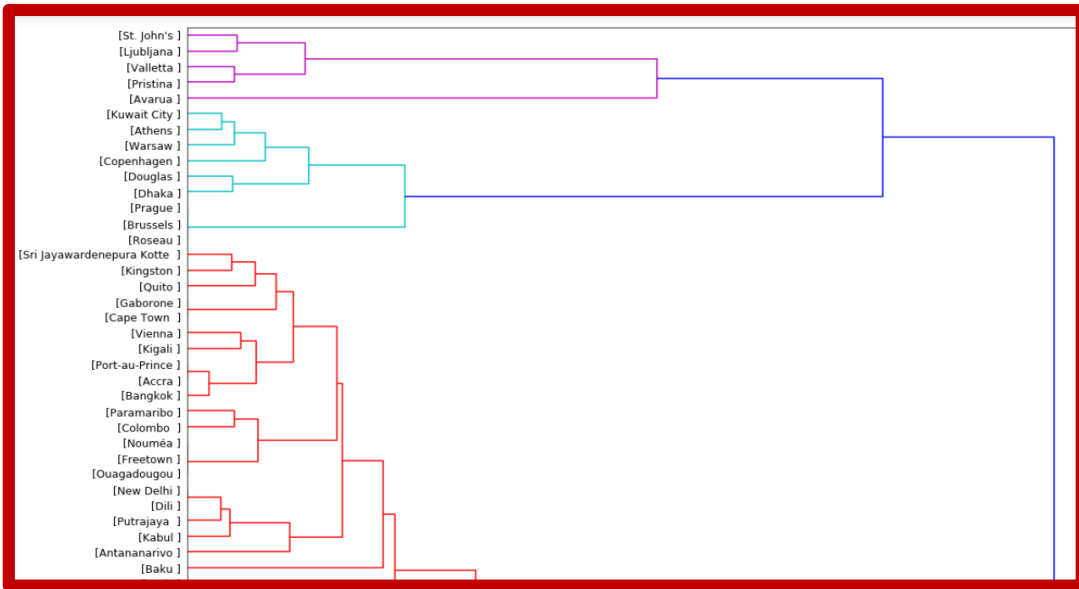 [St. John's ]
[Ljubljana ]
[Valletta ]
[Pristina ]
[Avarua ]
[Kuwait City ]
[Athens ]
[Warsaw ]
[Copenhagen ]
[Douglas ]
[Dhaka ]
[Prague ]
[Brussels ]
[Roseau ]
[Sri Jayawardenepura Kotte  ]
[Kingston ]
[Quito ]
[Gaborone ]
[Cape Town  ]
[Vienna ]
[Kigali ]
[Port-au-Prince ]
[Accra ]
[Bangkok ]
[Paramaribo ]
[Colombo  ]
[Nouméa ]
[Freetown ]
[Ouagadougou ]
[New Delhi ]
[Dili ]
[Putrajaya  ]
[Kabul ]
[Antananarivo ]
[Baku ]